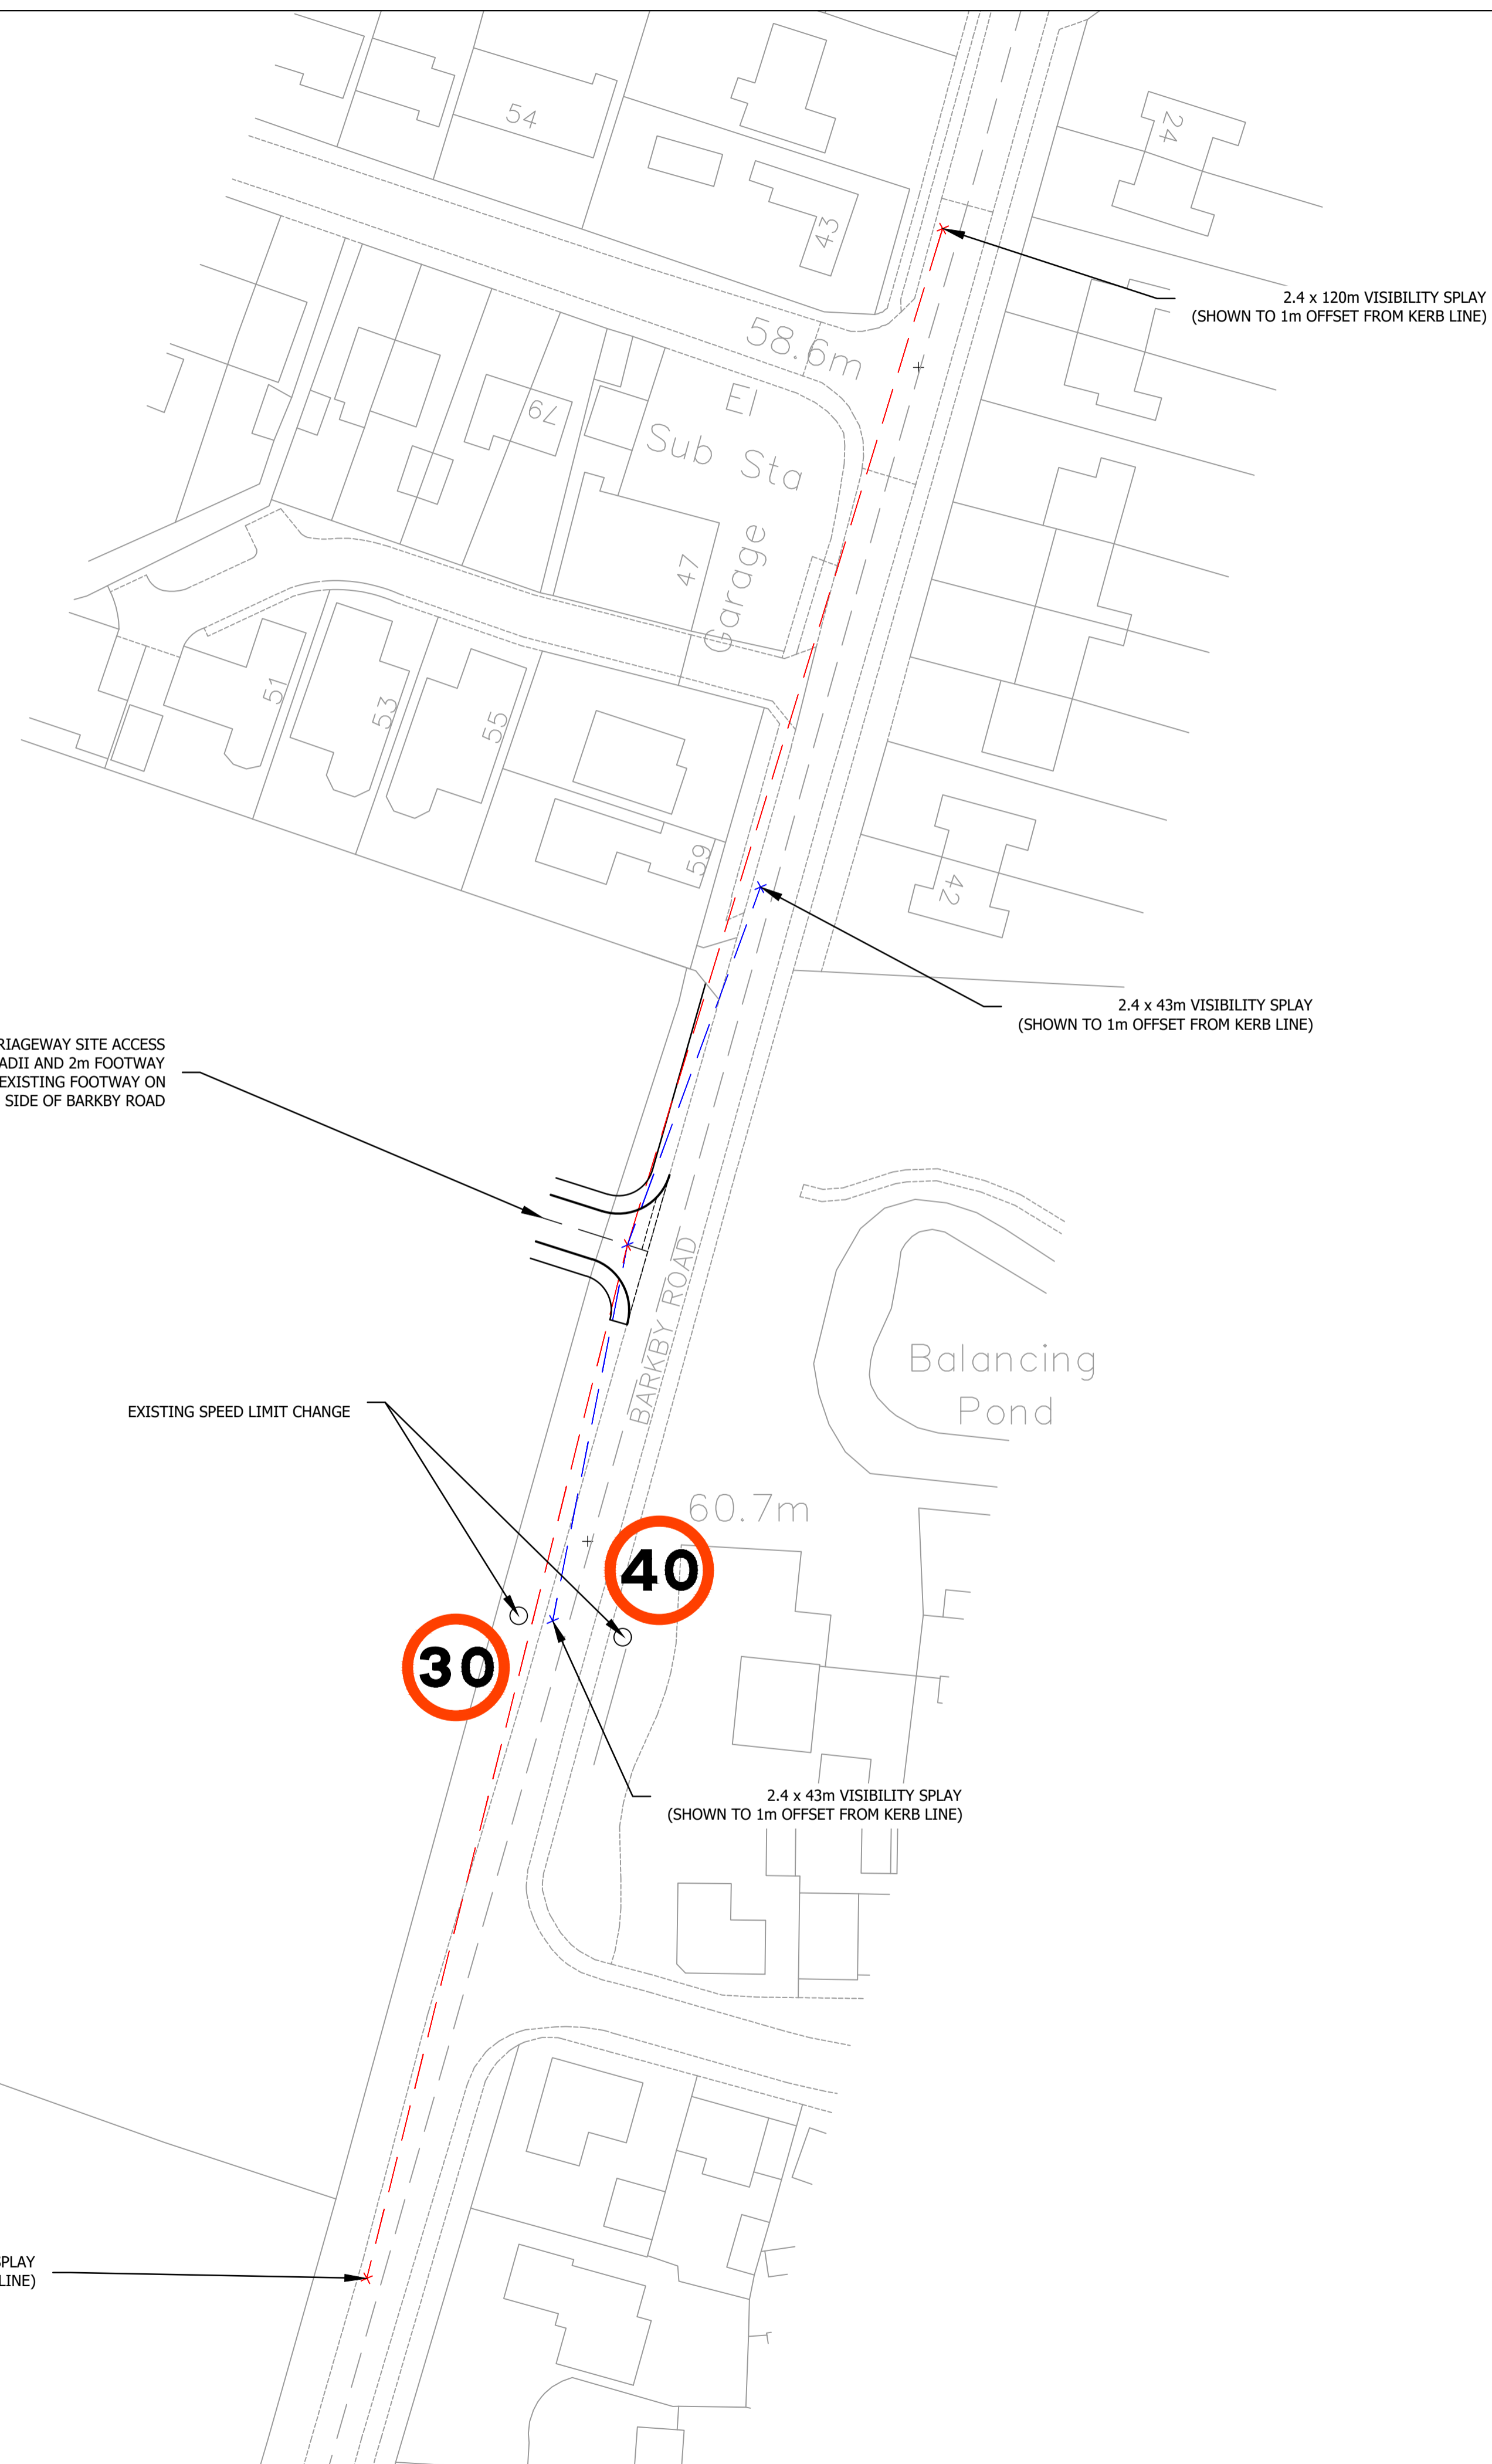 54
24
43
2.4 x 120m VISIBILITY SPLAY
(SHOWN TO 1m OFFSET FROM KERB LINE)
58.6m
El
Sub Sta
79
47
Garage
51
53
55
59
42
2.4 x 43m VISIBILITY SPLAY
(SHOWN TO 1m OFFSET FROM KERB LINE)
RIAGEWAY SITE ACCESS
ADII AND 2m FOOTWAY
EXISTING FOOTWAY ON
SIDE OF BARKBY ROAD
BARKBY ROAD
Balancing
Pond
EXISTING SPEED LIMIT CHANGE
60.7m
40
30
2.4 x 43m VISIBILITY SPLAY
(SHOWN TO 1m OFFSET FROM KERB LINE)
SPLAY
LINE)